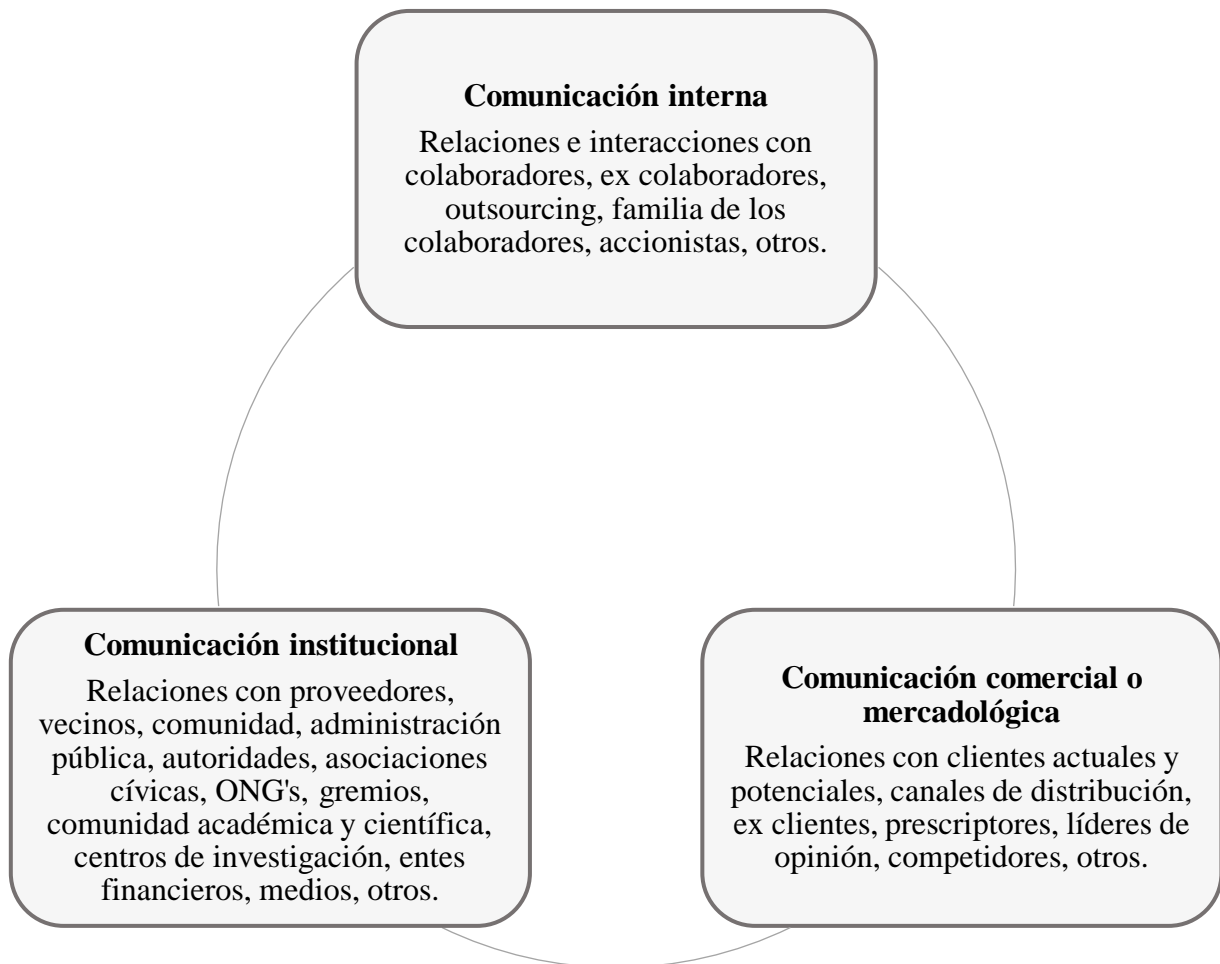 Comunicación interna
Relaciones e interacciones con
colaboradores, ex colaboradores,
outsourcing, familia de los
colaboradores, accionistas, otros.
Comunicación institucional
Relaciones con proveedores,
vecinos, comunidad, administración
pública, autoridades, asociaciones
cívicas, ONG's, gremios,
comunidad académica y científica,
centros de investigación, entes
financieros, medios, otros.
Comunicación comercial o
mercadológica
Relaciones con clientes actuales y
potenciales, canales de distribución,
ex clientes, prescriptores, líderes de
opinión, competidores, otros.